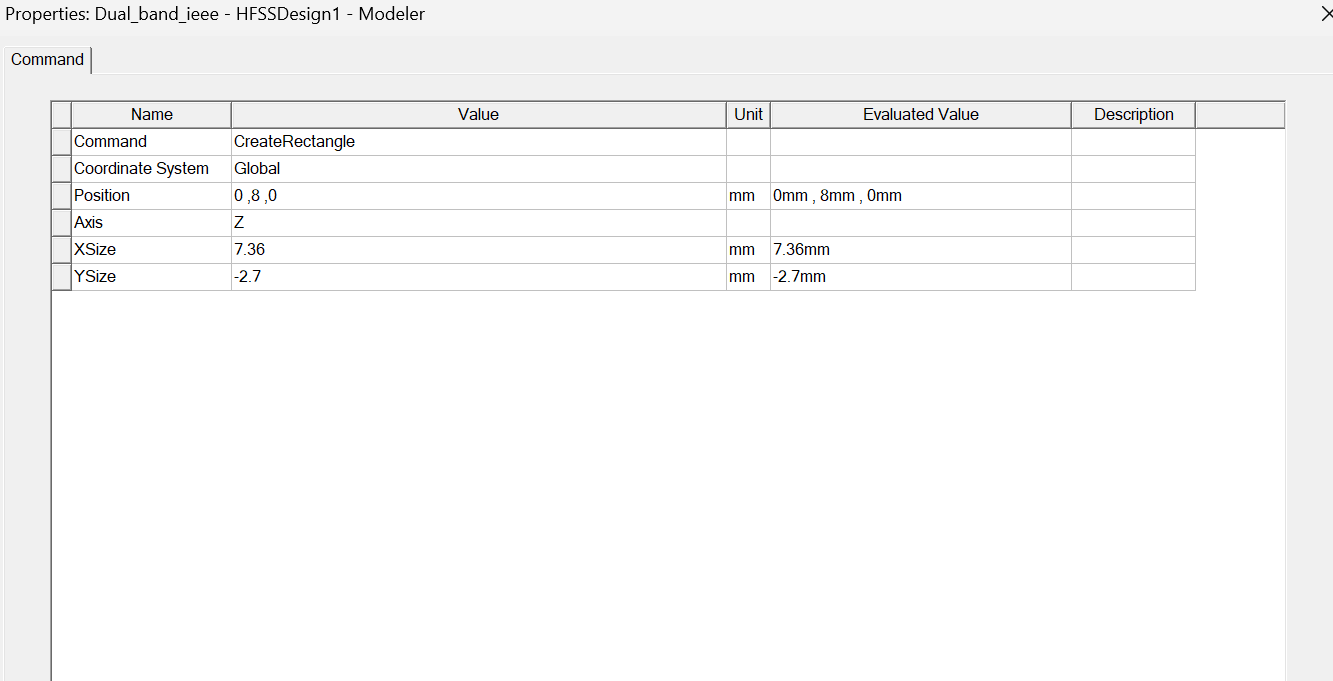 Properties: Dual_band_ieee - HFSSDesign1 - Modeler
Command
Name Value Unit Evaluated Value Description
Command CreateRectangle
Coordinate System Global
Position 0 ,8 ,0 mm 0mm , 8mm , 0mm
Axis Z
XSize 7.36 mm 7.36mm
YSize -2.7 mm -2.7mm